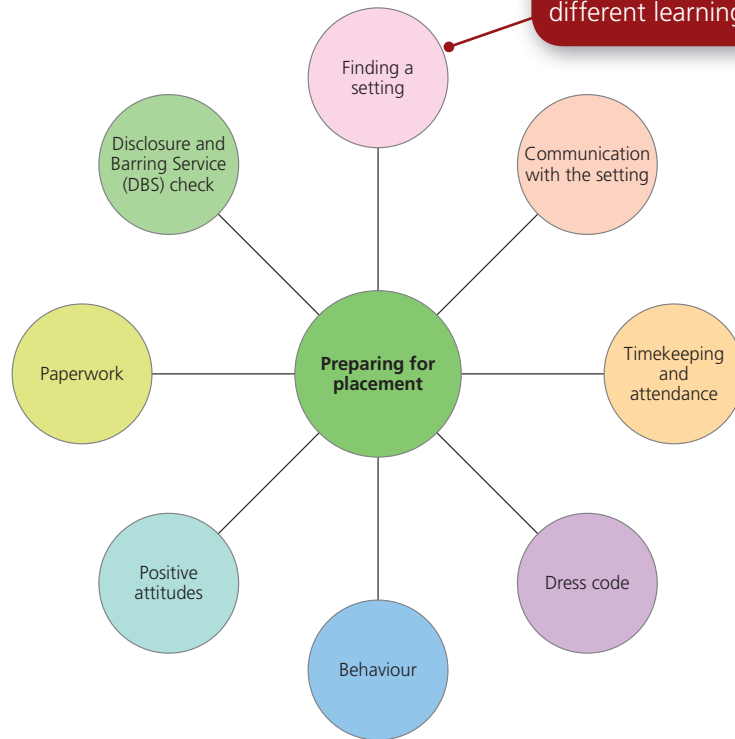 different learning
Finding a
setting
Disclosure and
Barring Service
(DBS) check
Communication
with the setting
Paperwork
Preparing for
placement
Timekeeping
and
attendance
Positive
attitudes
Dress code
Behaviour